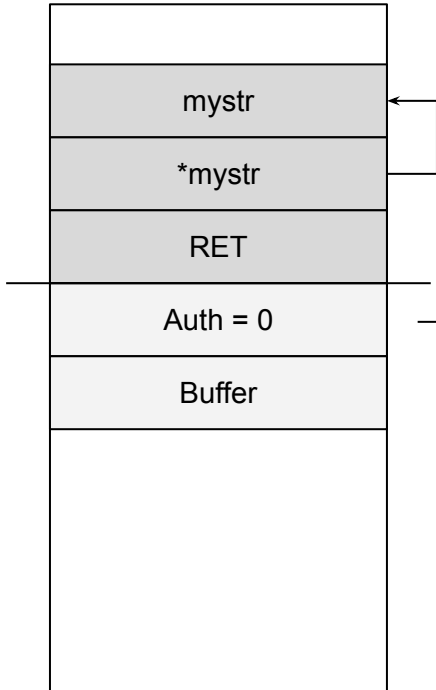 mystr
*mystr
RET
Auth = 0
Buffer